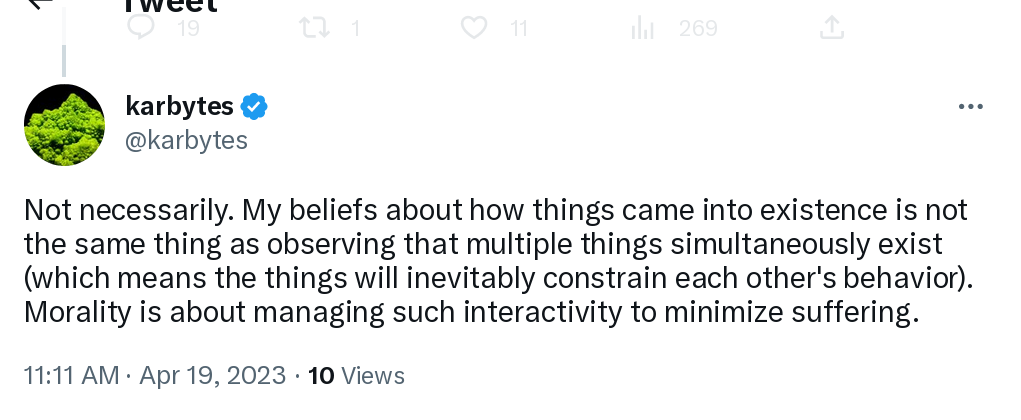 Tweet
19 1 11 269
karbytes
@karbytes
Not necessarily. My beliefs about how things came into existence is not
the same thing as observing that multiple things simultaneously exist
(which means the things will inevitably constrain each other's behavior).
Morality is about managing such interactivity to minimize suffering.
11:11 AM · Apr 19, 2023 · 10 Views